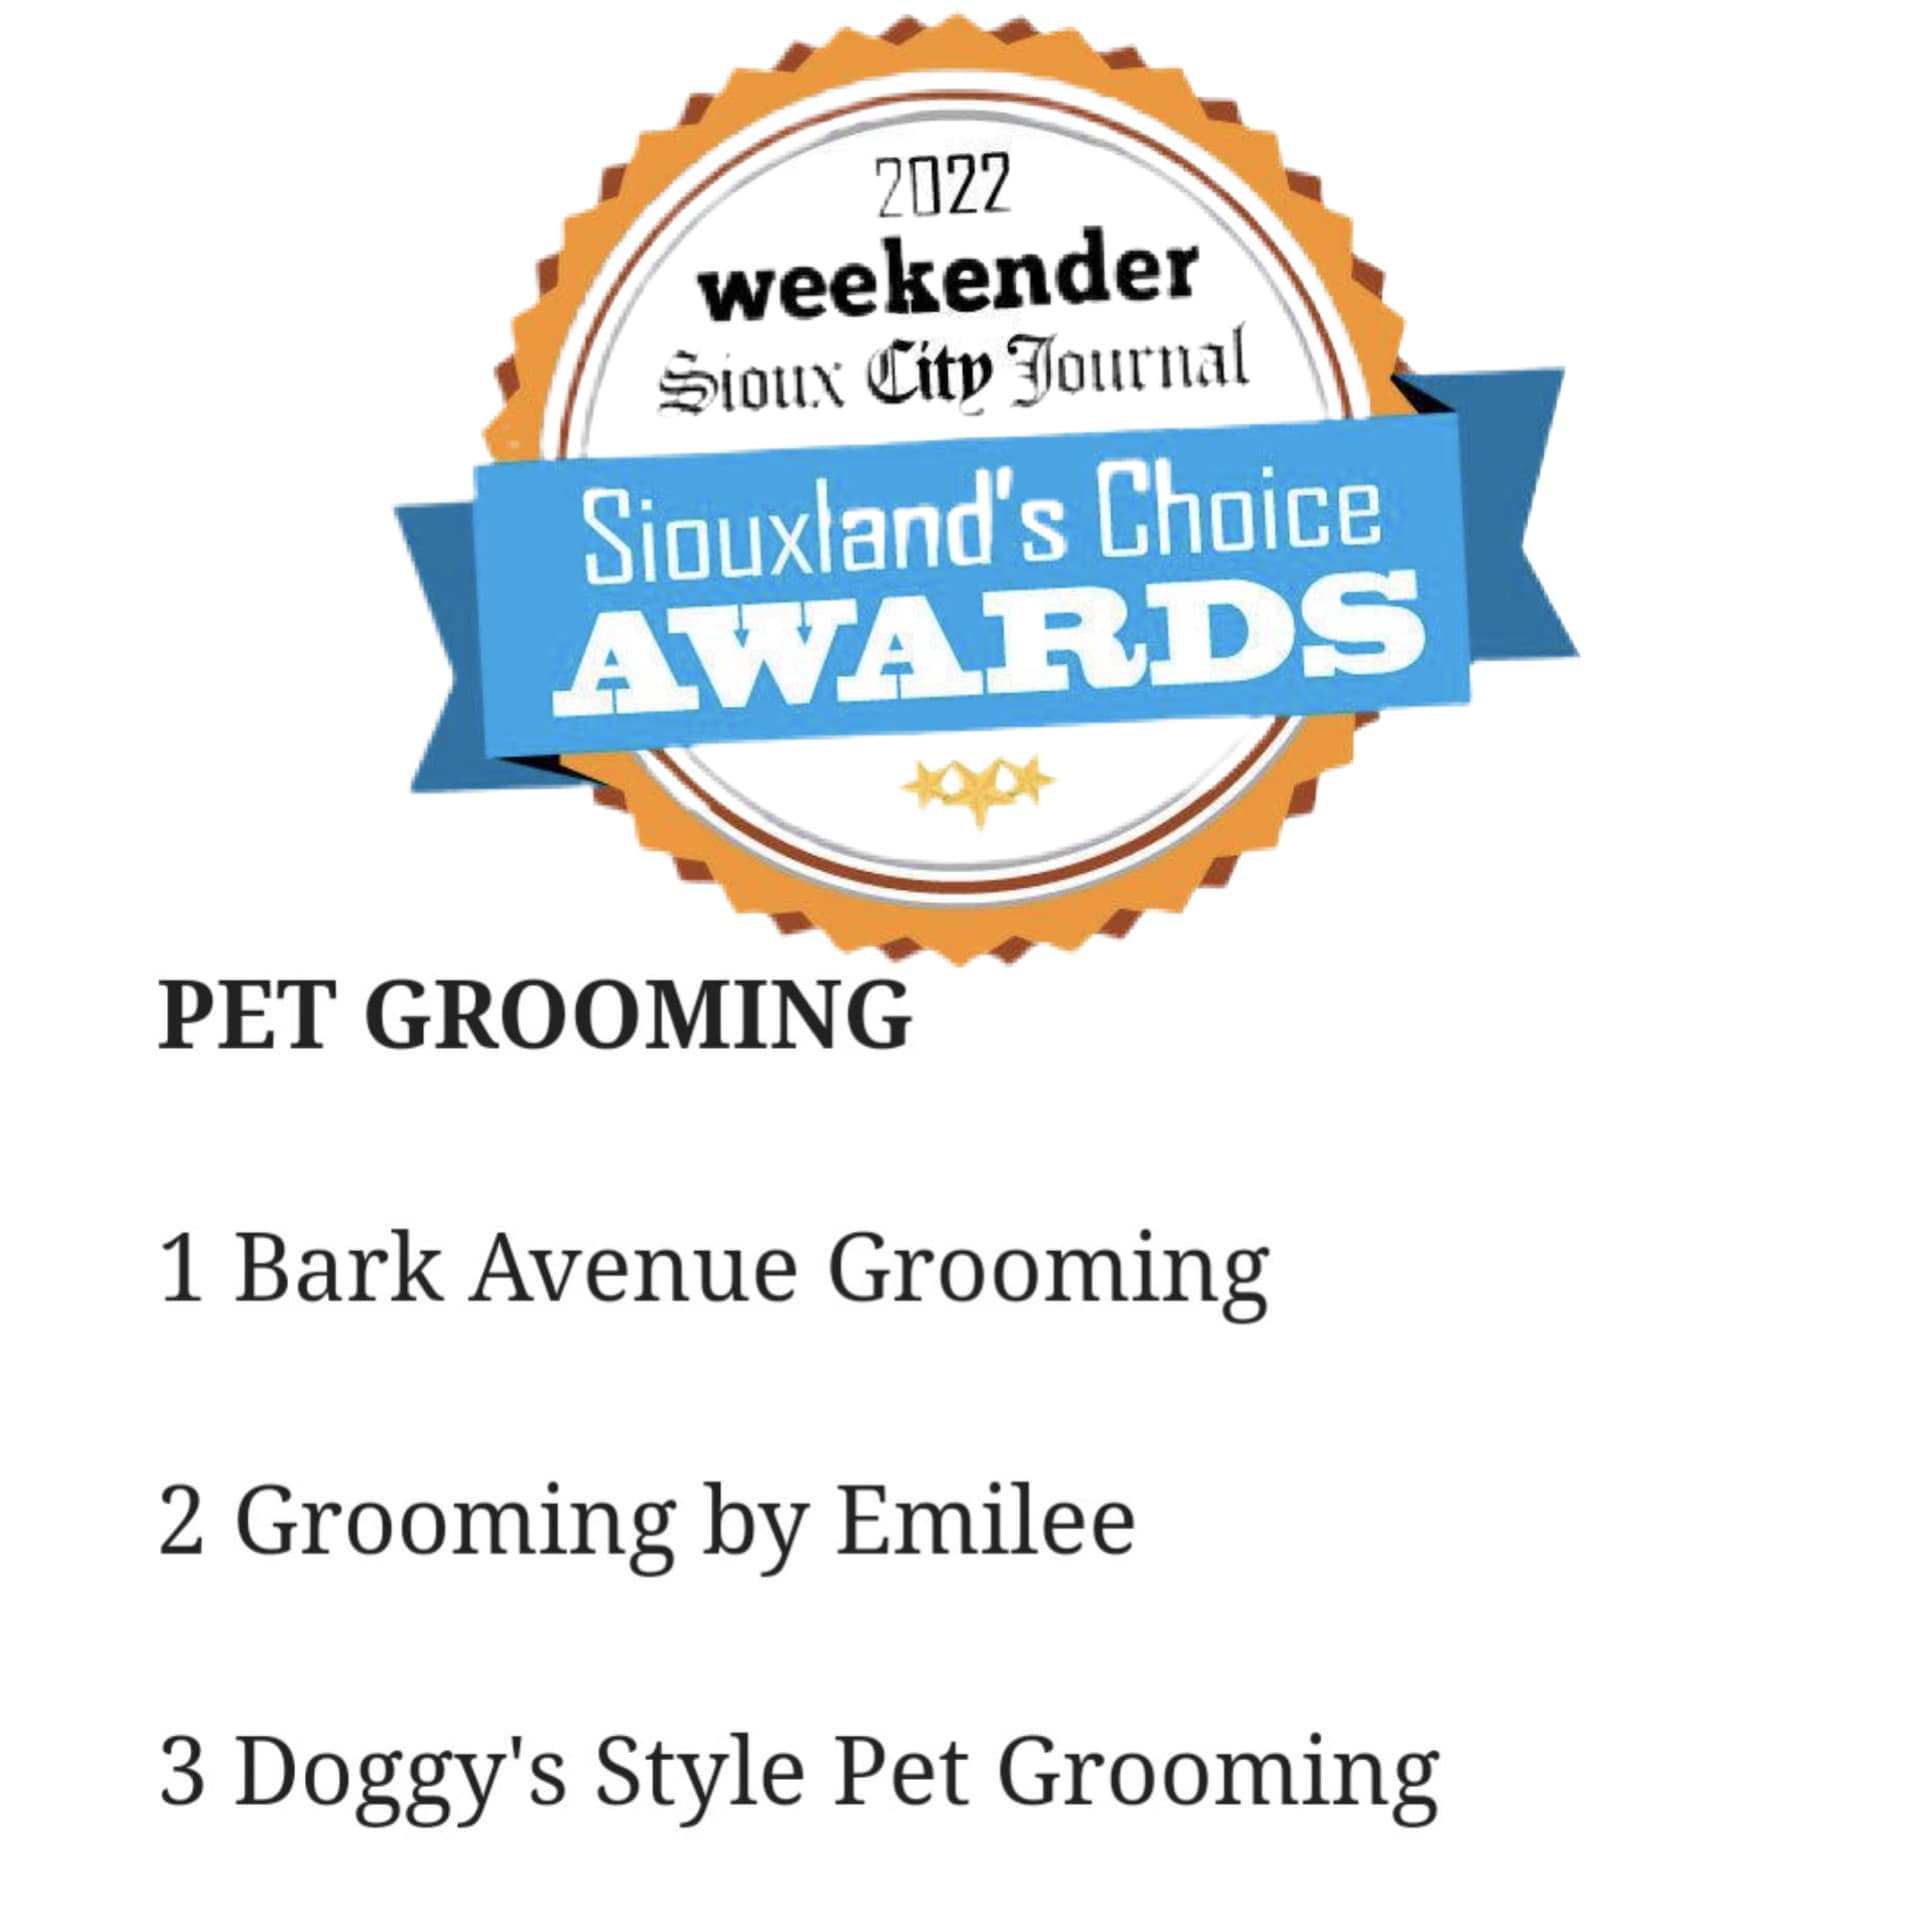 2022
weekender
Sioux City Journal
Siouxland's Choice
AWARDS
PET GROOMING
1 Bark Avenue Grooming
2 Grooming by Emilee
3 Doggy's Style Pet Grooming